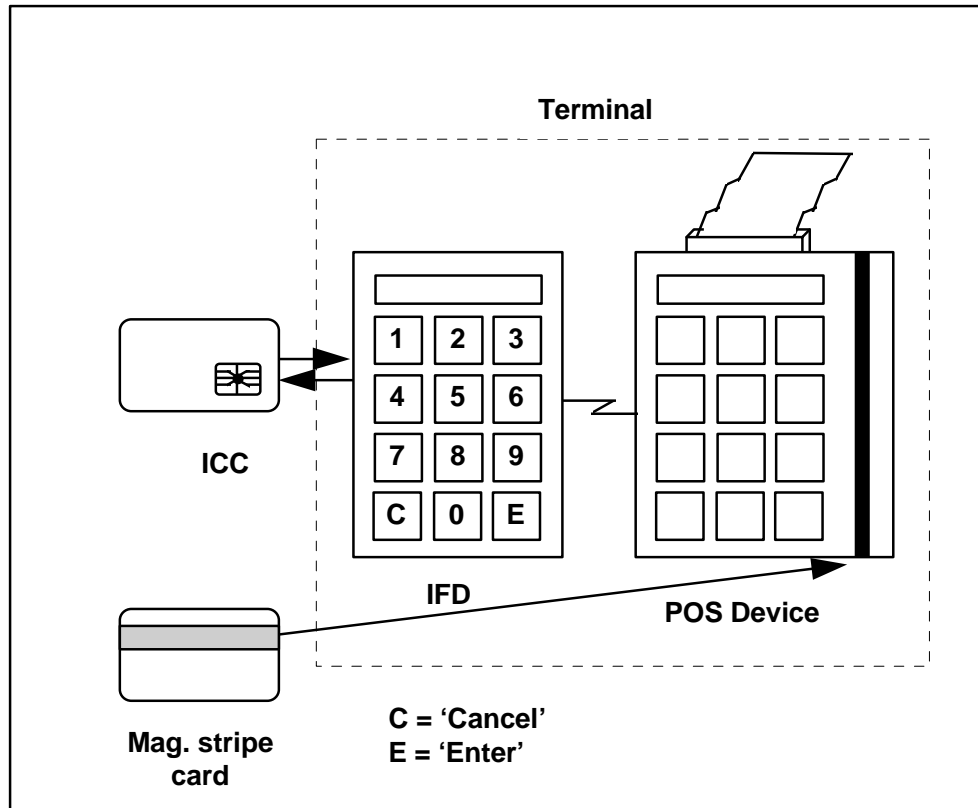 Terminal
1 2 3
4 5 6
7 8 9
C 0 E
ICC
IFD
POS Device
Mag. stripe
card
C = ‘Cancel’
E = ‘Enter’